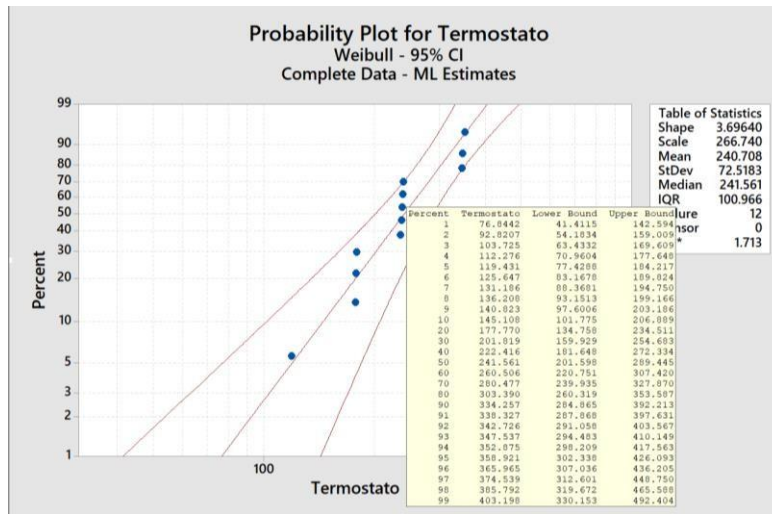 Probability Plot for Termostato
Weibull - 95% CI
Complete Data - ML Estimates
99
90
80
70
60
50
40
30
20
10
5
3
2
1
Percent
100
Termostato
Table of Statistics
Shape 3.69640
Scale 266.740
Mean 240.708
StDev 72.5183
Median 241.561
IQR 100.966
lure 12
nsor 0
* 1.713
Percent Termostato Lower Bound Upper Bound
1 76.8442 41.4115 142.594
2 92.8207 54.1834 159.009
3 103.725 63.4332 169.609
4 112.276 70.9604 177.648
5 119.431 77.4288 184.217
6 125.647 83.1678 189.824
7 131.186 88.3681 194.750
8 136.208 93.1513 199.166
9 140.823 97.6006 203.186
10 145.108 101.775 206.889
20 177.770 134.758 234.511
30 201.819 159.929 254.683
40 222.416 181.648 272.334
50 241.561 201.598 289.445
60 260.506 220.751 307.420
70 280.477 239.935 327.870
80 303.390 260.319 353.587
90 334.257 284.865 392.213
91 338.327 287.868 397.631
92 342.726 291.058 403.567
93 347.537 294.483 410.149
94 352.875 298.209 417.563
95 358.921 302.338 426.093
96 365.965 307.036 436.205
97 374.539 312.601 448.750
98 385.792 319.672 465.588
99 403.198 330.153 492.404